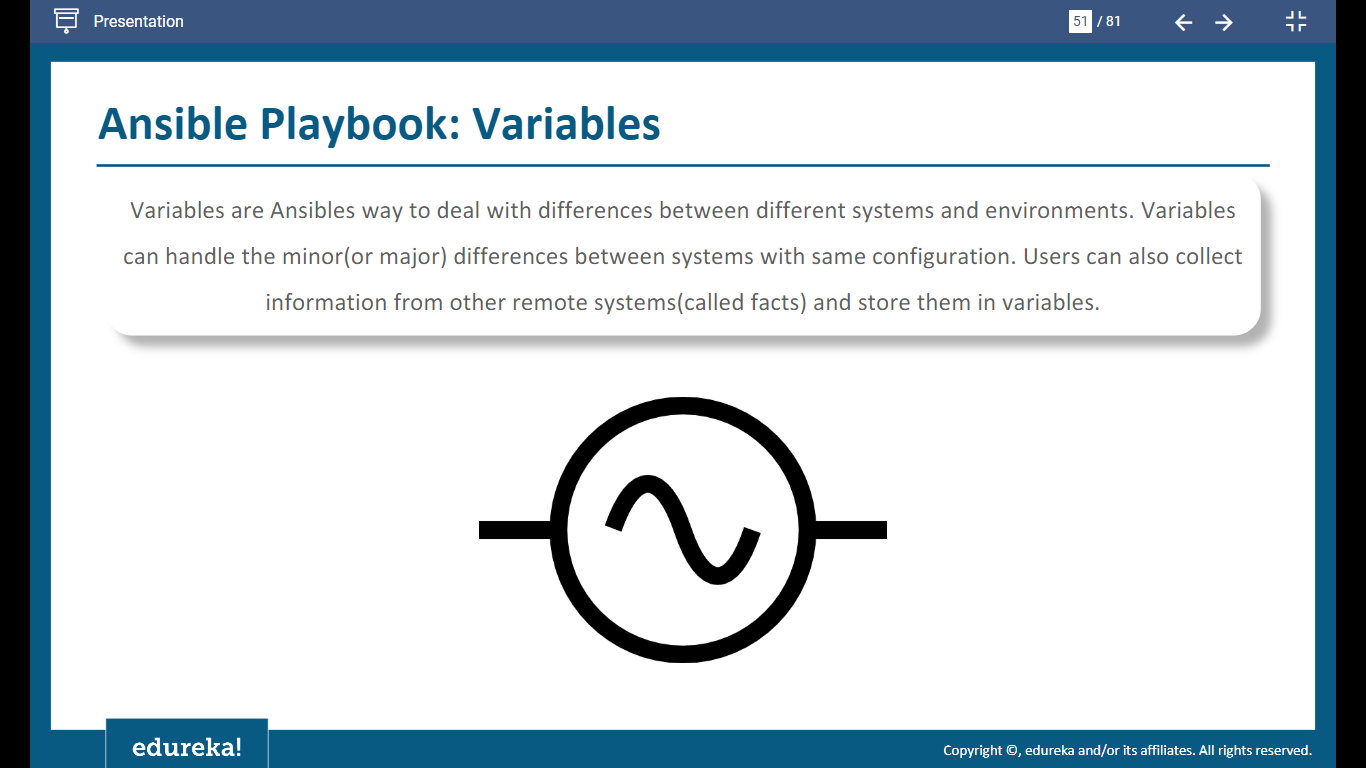 Presentation
51 / 81
Ansible Playbook: Variables
Variables are Ansibles way to deal with differences between different systems and environments. Variables
can handle the minor(or major) differences between systems with same configuration. Users can also collect
information from other remote systems(called facts) and store them in variables.
edureka!
Copyright ©, edureka and/or its affiliates. All rights reserved.